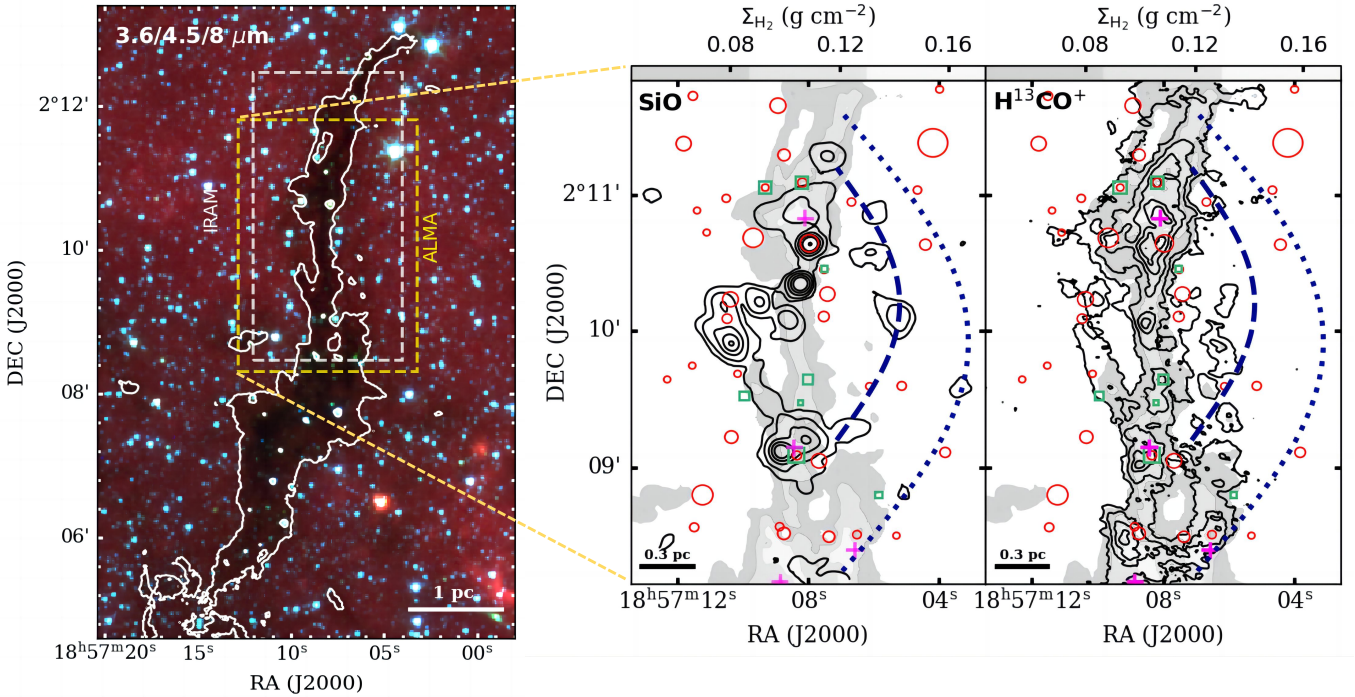 3.6/4.5/8 μm
IRAM
ALMA
1 pc
2°12'
10'
08'
06'
DEC (J2000)
18ʰ57ᵐ20ˢ 15ˢ 10ˢ 05ˢ 00ˢ
RA (J2000)
Σ_H₂ (g cm⁻²)
0.08 0.12 0.16
SiO
0.3 pc
2°11'
10'
09'
DEC (J2000)
18ʰ57ᵐ12ˢ 08ˢ 04ˢ
RA (J2000)
Σ_H₂ (g cm⁻²)
0.08 0.12 0.16
H¹³CO⁺
0.3 pc
18ʰ57ᵐ12ˢ 08ˢ 04ˢ
RA (J2000)